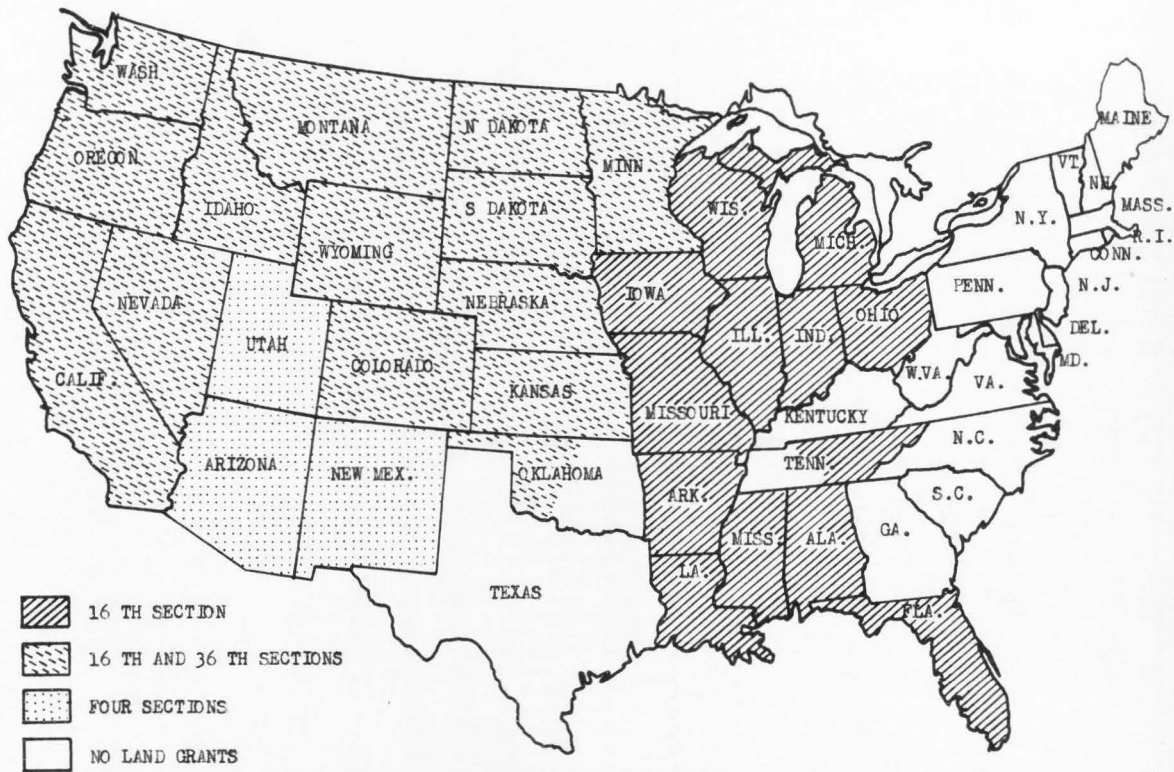 WASH
MONTANA
N DAKOTA
MINN.
OREGON
IDAHO
S DAKOTA
WYOMING
WIS.
MICH.
MAINE
VT.
N.H.
MASS.
N.Y.
R.I.
CONN.
NEVADA
NEBRASKA
IOWA
PENN.
N.J.
UTAH
ILL.
IND.
OHIO
DEL.
MD.
CALIF.
COLORADO
KANSAS
MISSOURI
W.VA.
VA.
KENTUCKY
N.C.
ARIZONA
NEW MEX.
OKLAHOMA
TENN.
ARK.
S.C.
MISS.
ALA.
GA.
TEXAS
LA.
FLA.
16 TH SECTION
16 TH AND 36 TH SECTIONS
FOUR SECTIONS
NO LAND GRANTS